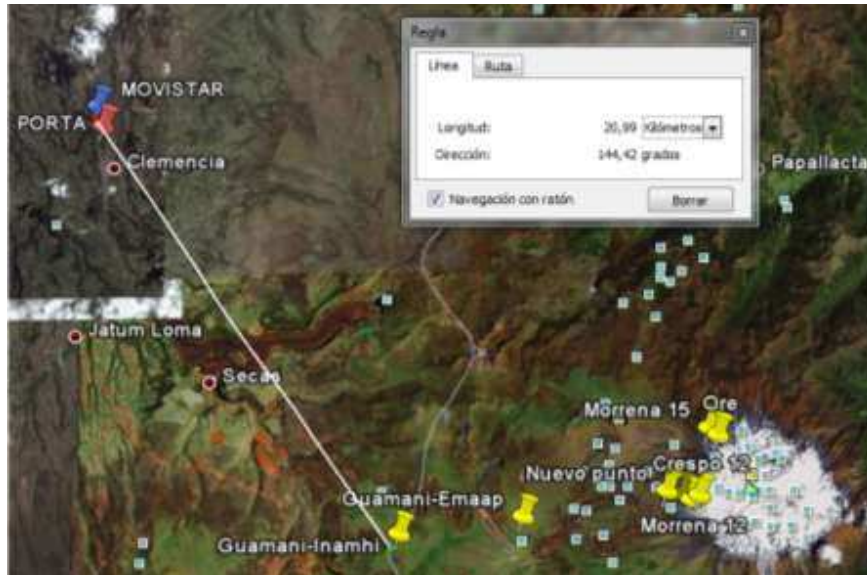 Regla
Línea Ruta
Longitud: 20,99 Kilómetros
Dirección: 144,42 grados
Navegación con ratón Borrar
MOVISTAR
PORTA
Clemencia
Papallacta
Jatum Loma
Secas
Morrena 15 Ore
Crespo 12
Nuevo punto1
Guamani-Emaap
Morrena 12
Guamani-Inamhi